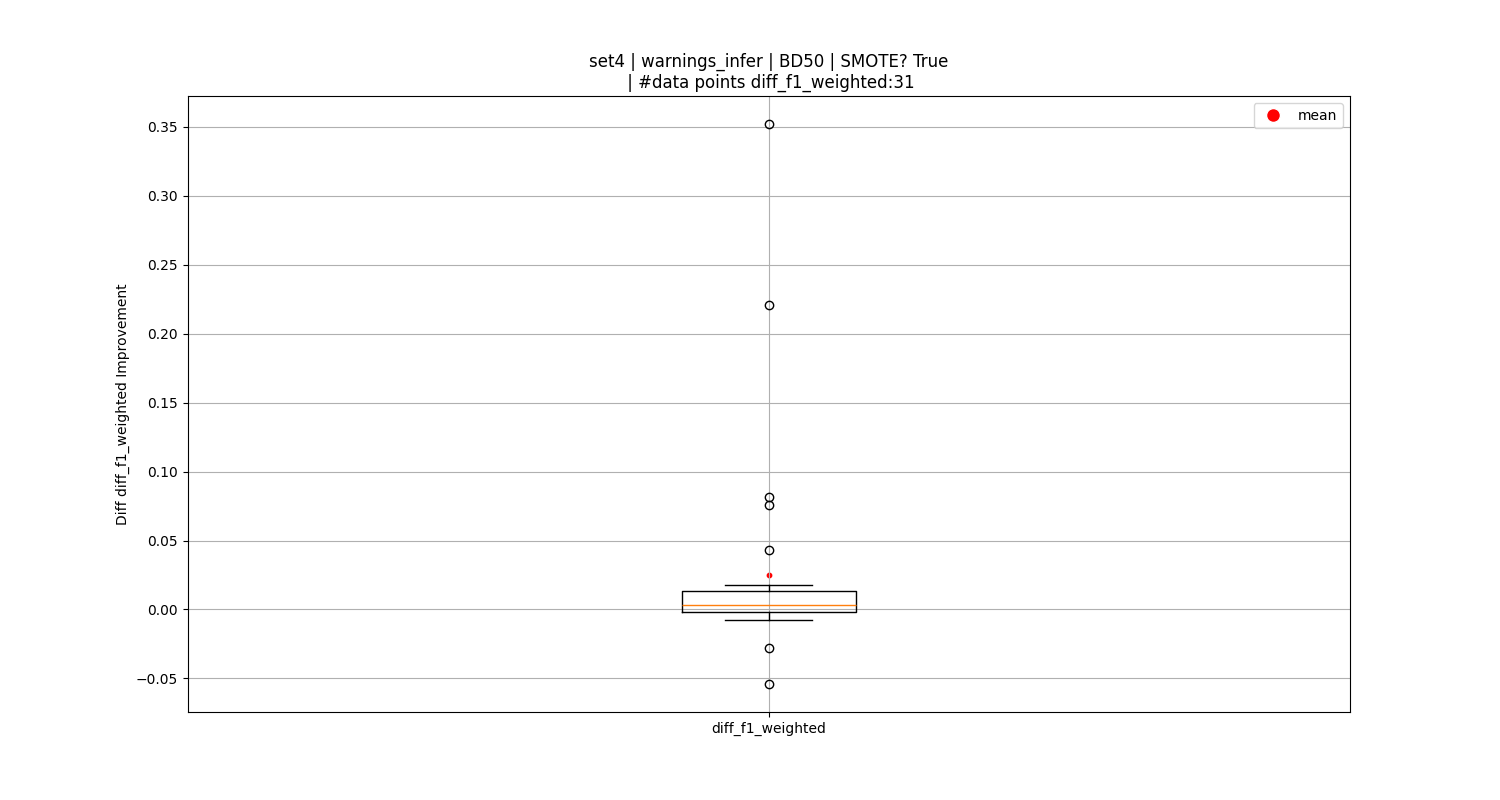 set4 | warnings_infer | BD50 | SMOTE? True
| #data points diff_f1_weighted:31
mean
0.35
0.30
0.25
0.20
0.15
0.10
0.05
0.00
−0.05
Diff diff_f1_weighted Improvement
diff_f1_weighted